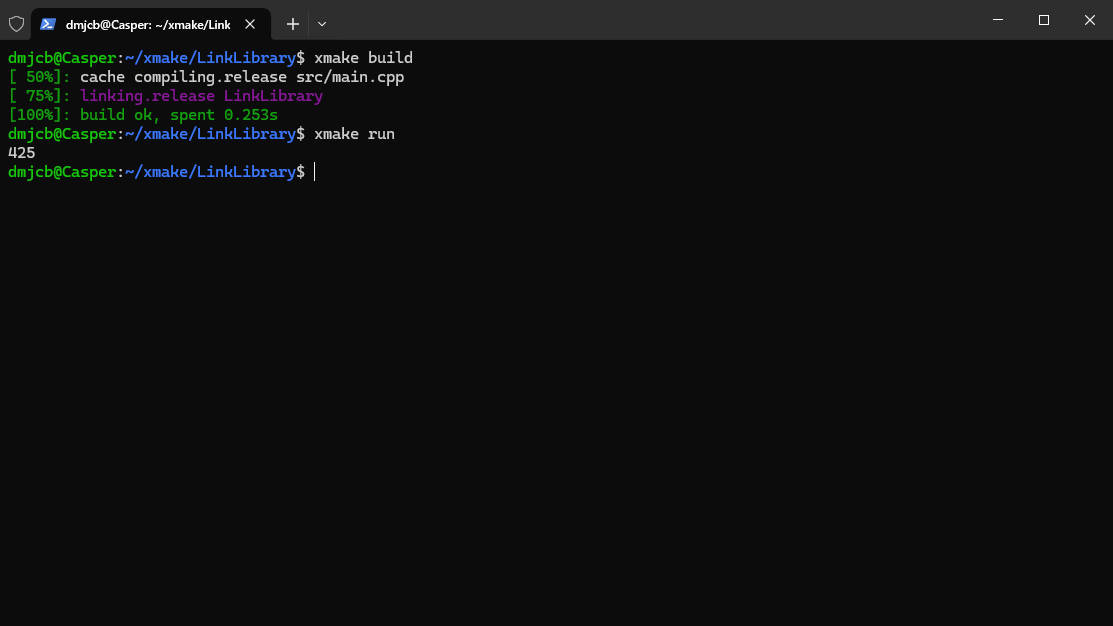 dmjcb@Casper: ~/xmake/Link
dmjcb@Casper:~/xmake/LinkLibrary$ xmake build
[ 50%]: cache compiling.release src/main.cpp
[ 75%]: linking.release LinkLibrary
[100%]: build ok, spent 0.253s
dmjcb@Casper:~/xmake/LinkLibrary$ xmake run
425
dmjcb@Casper:~/xmake/LinkLibrary$